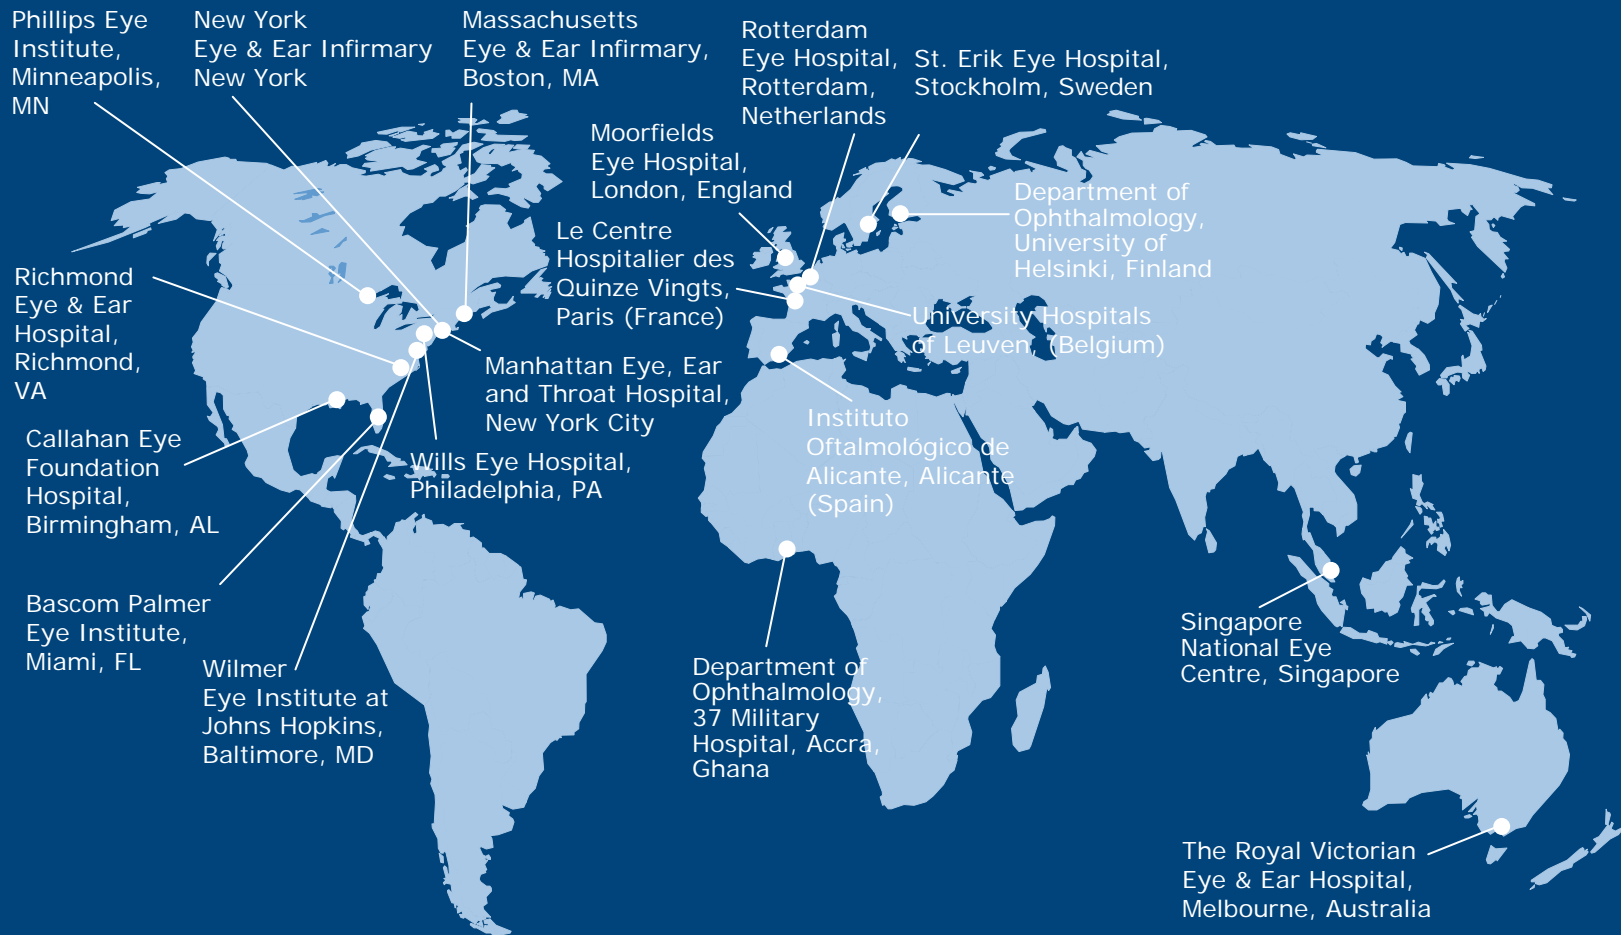 Phillips Eye
Institute,
Minneapolis,
MN
New York
Eye & Ear Infirmary
New York
Massachusetts
Eye & Ear Infirmary,
Boston, MA
Rotterdam
Eye Hospital,
Rotterdam,
Netherlands
St. Erik Eye Hospital,
Stockholm, Sweden
Moorfields
Eye Hospital,
London, England
Department of
Ophthalmology,
University of
Helsinki, Finland
Le Centre
Hospitalier des
Quinze Vingts,
Paris (France)
Richmond
Eye & Ear
Hospital,
Richmond,
VA
University Hospitals
of Leuven, (Belgium)
Manhattan Eye, Ear
and Throat Hospital,
New York City
Instituto
Oftalmológico de
Alicante, Alicante
(Spain)
Callahan Eye
Foundation
Hospital,
Birmingham, AL
Wills Eye Hospital,
Philadelphia, PA
Bascom Palmer
Eye Institute,
Miami, FL
Wilmer
Eye Institute at
Johns Hopkins,
Baltimore, MD
Department of
Ophthalmology,
37 Military
Hospital, Accra,
Ghana
Singapore
National Eye
Centre, Singapore
The Royal Victorian
Eye & Ear Hospital,
Melbourne, Australia